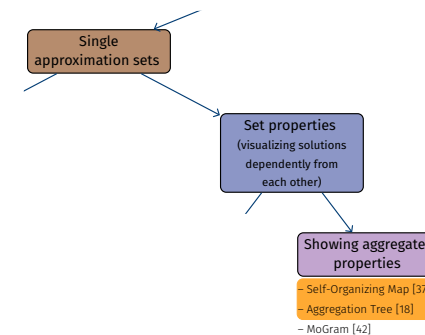 Single
approximation sets
Set properties
(visualizing solutions
dependently from
each other)
Showing aggregate
properties
– Self-Organizing Map [37
– Aggregation Tree [18]
– MoGram [42]